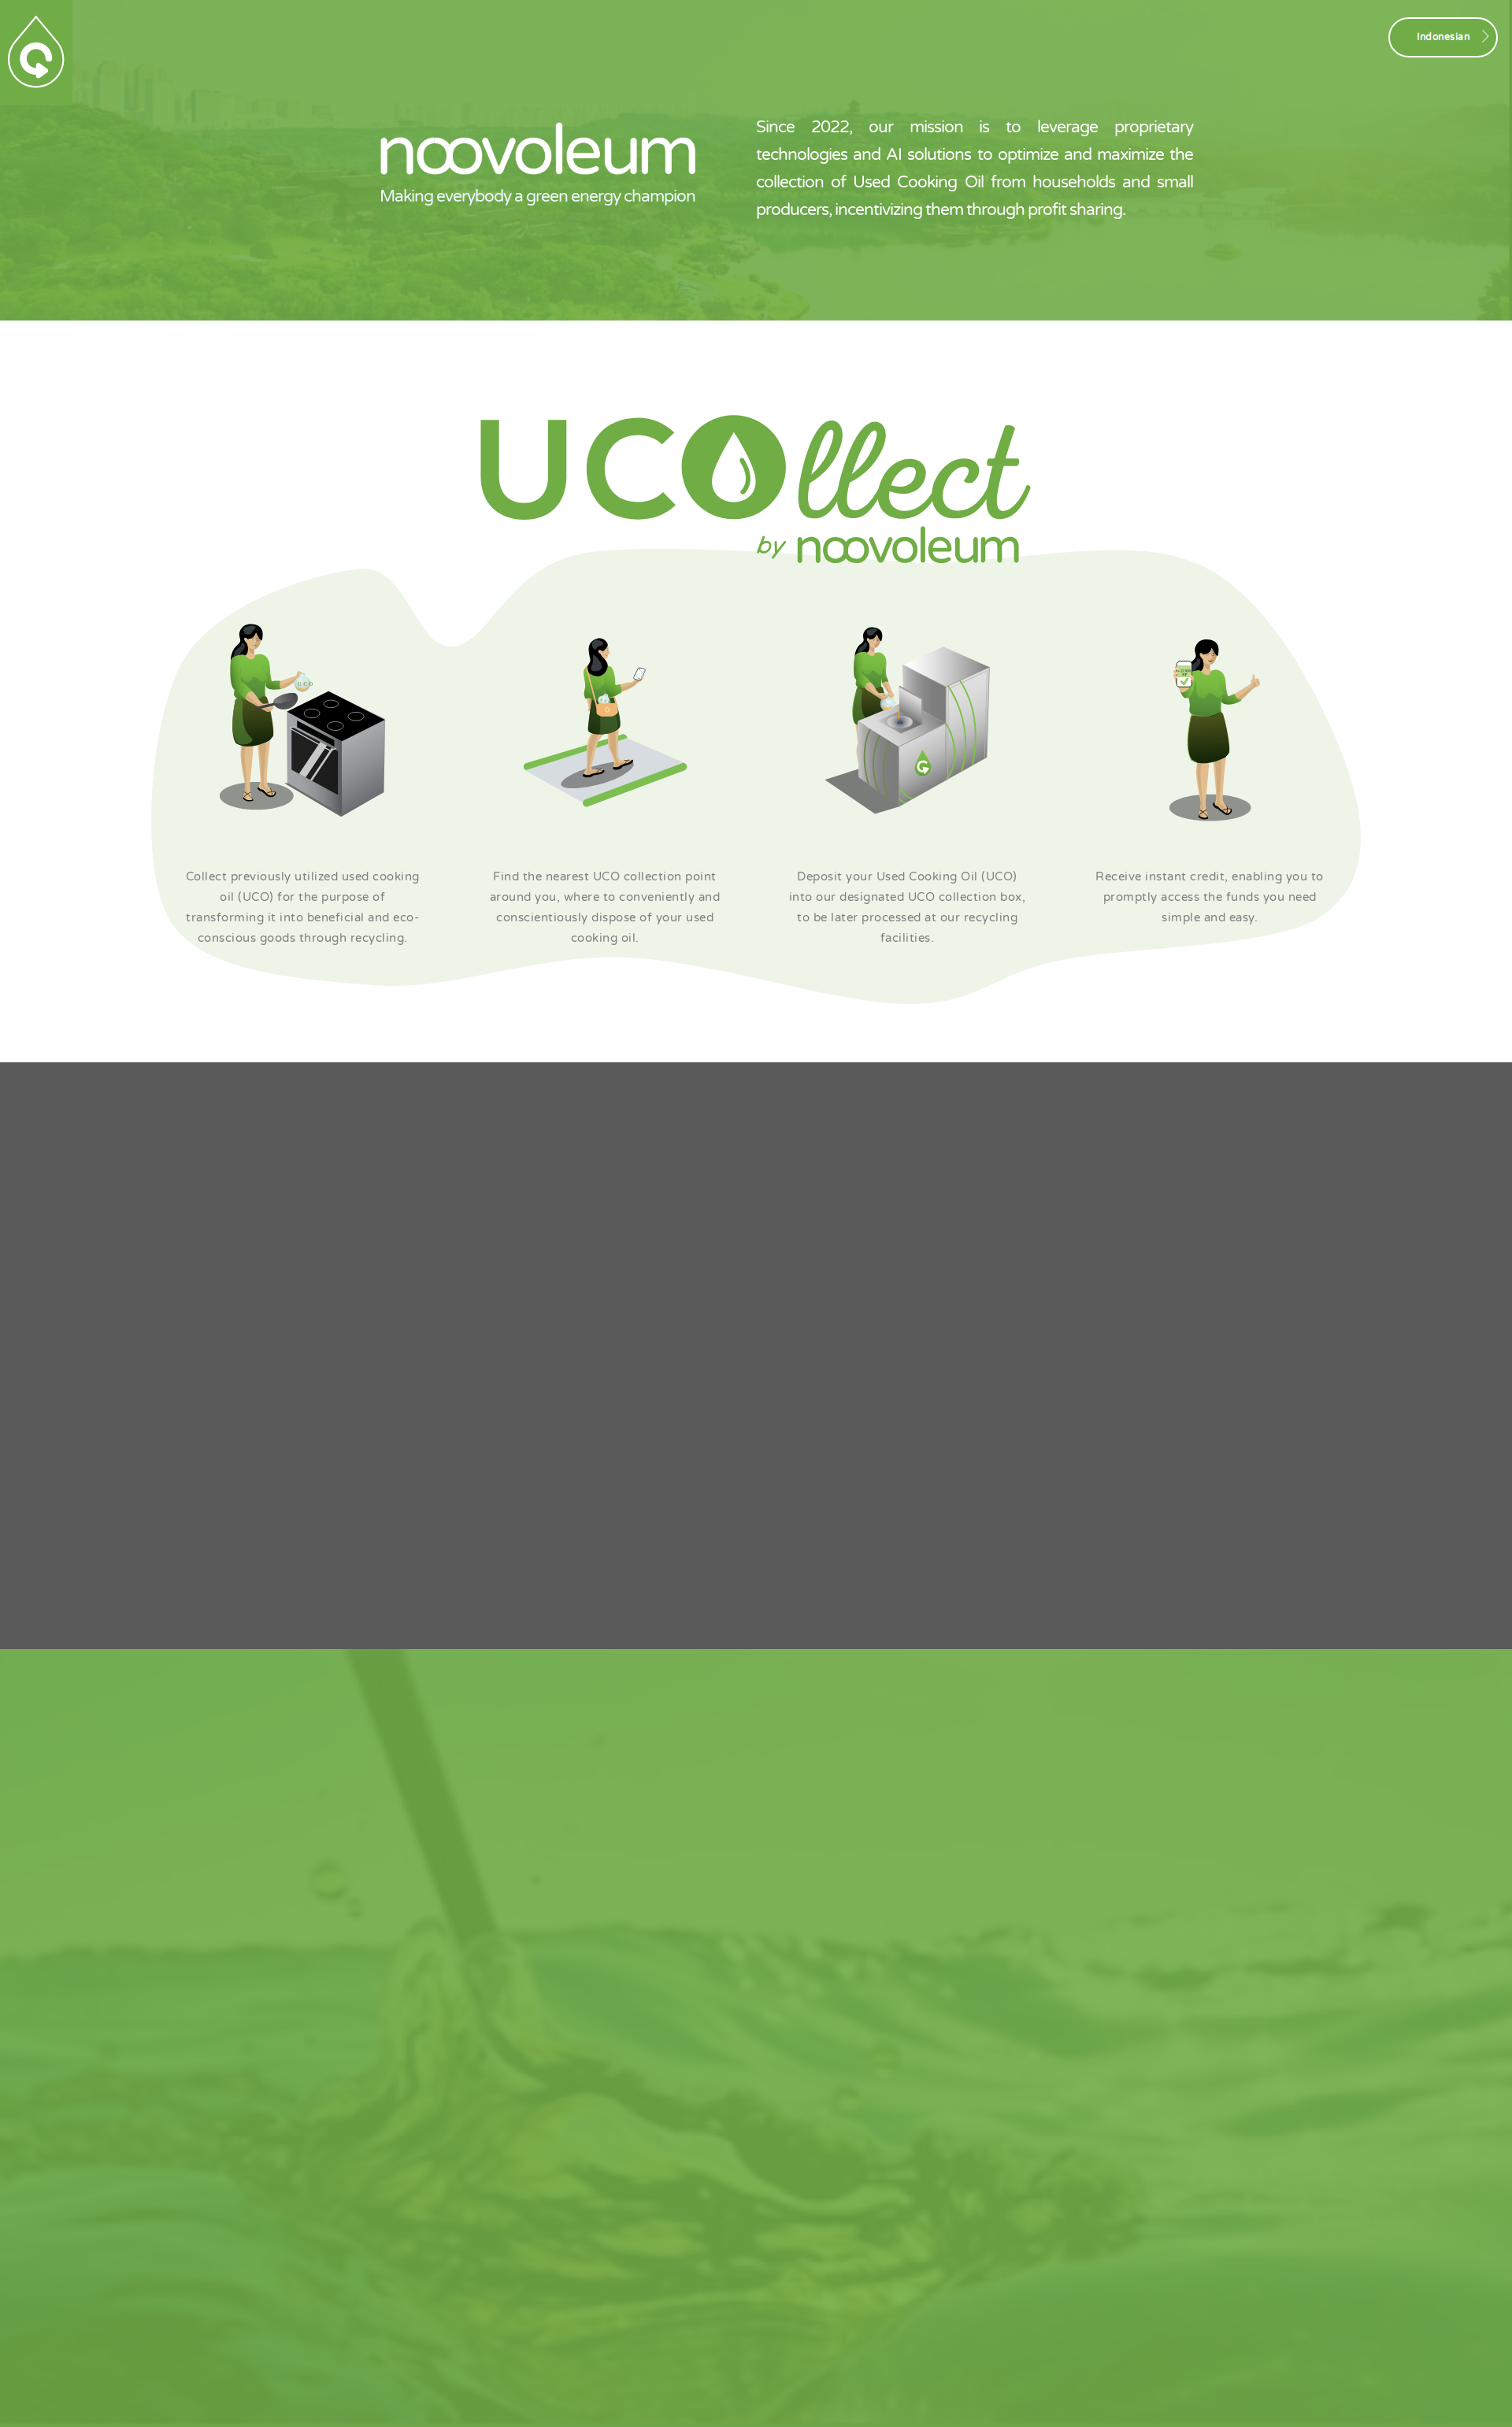 Indonesian
noovoleum
Making everybody a green energy champion
Since 2022, our mission is to leverage proprietary
technologies and AI solutions to optimize and maximize the
collection of Used Cooking Oil from households and small
producers, incentivizing them through profit sharing.
UCOllect
by noovoleum
UCO
Collect previously utilized used cooking
oil (UCO) for the purpose of
transforming it into beneficial and eco-
conscious goods through recycling.
Find the nearest UCO collection point
around you, where to conveniently and
conscientiously dispose of your used
cooking oil.
Deposit your Used Cooking Oil (UCO)
into our designated UCO collection box,
to be later processed at our recycling
facilities.
Receive instant credit, enabling you to
promptly access the funds you need
simple and easy.